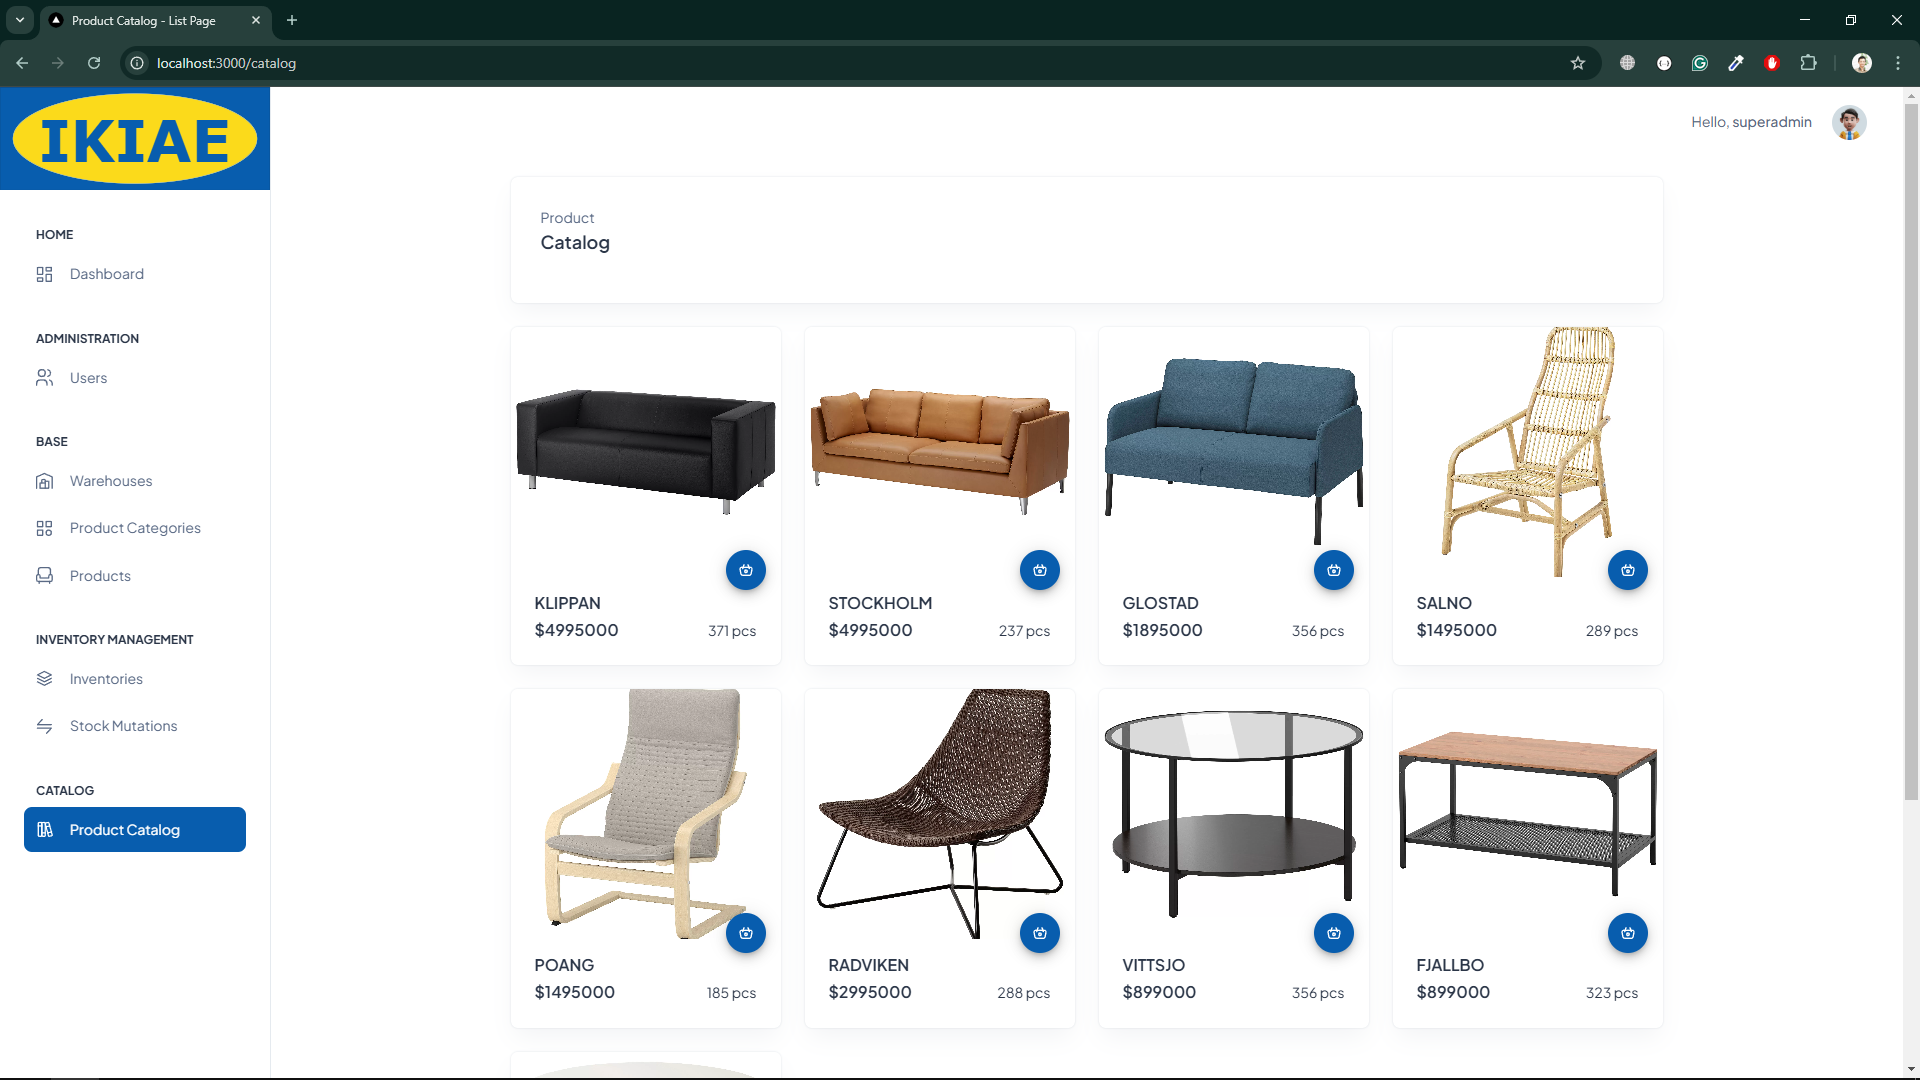 Product Catalog - List Page
localhost:3000/catalog
IKIAE
Hello, superadmin
HOME
Dashboard
ADMINISTRATION
Users
BASE
Warehouses
Product Categories
Products
INVENTORY MANAGEMENT
Inventories
Stock Mutations
CATALOG
Product Catalog
Product
Catalog
KLIPPAN
$4995000 371 pcs
STOCKHOLM
$4995000 237 pcs
GLOSTAD
$1895000 356 pcs
SALNO
$1495000 289 pcs
POANG
$1495000 185 pcs
RADVIKEN
$2995000 288 pcs
VITTSJO
$899000 356 pcs
FJALLBO
$899000 323 pcs